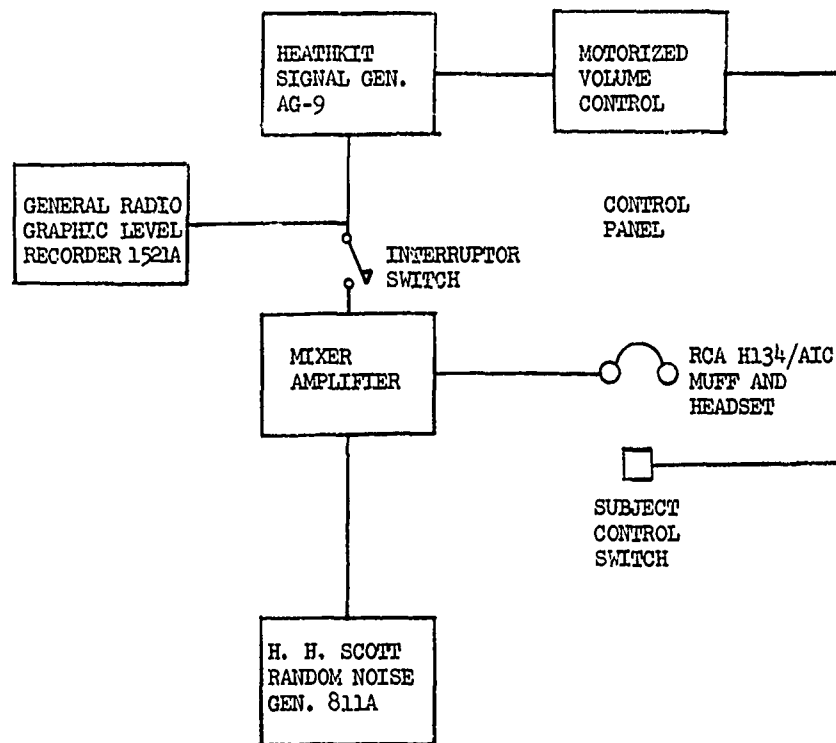 HEATHKIT
SIGNAL GEN.
AG-9
MOTORIZED
VOLUME
CONTROL
GENERAL RADIO
GRAPHIC LEVEL
RECORDER 1521A
CONTROL
PANEL
INTERRUPTOR
SWITCH
MIXER
AMPLIFIER
RCA H134/AIC
MUFF AND
HEADSET
SUBJECT
CONTROL
SWITCH
H. H. SCOTT
RANDOM NOISE
GEN. 811A